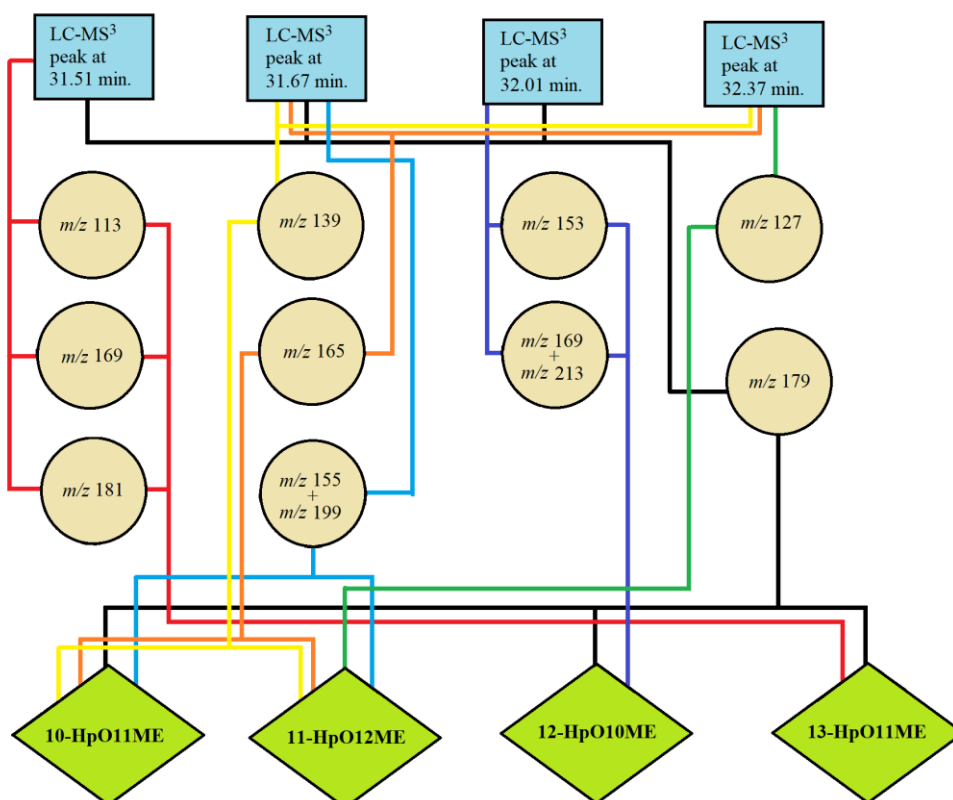 LC-MS³
peak at
31.51 min.
LC-MS³
peak at
31.67 min.
LC-MS³
peak at
32.01 min.
LC-MS³
peak at
32.37 min.
m/z 113
m/z 139
m/z 153
m/z 127
m/z 169
m/z 165
m/z 169
+
m/z 213
m/z 179
m/z 181
m/z 155
+
m/z 199
10-HpO11ME
11-HpO12ME
12-HpO10ME
13-HpO11ME